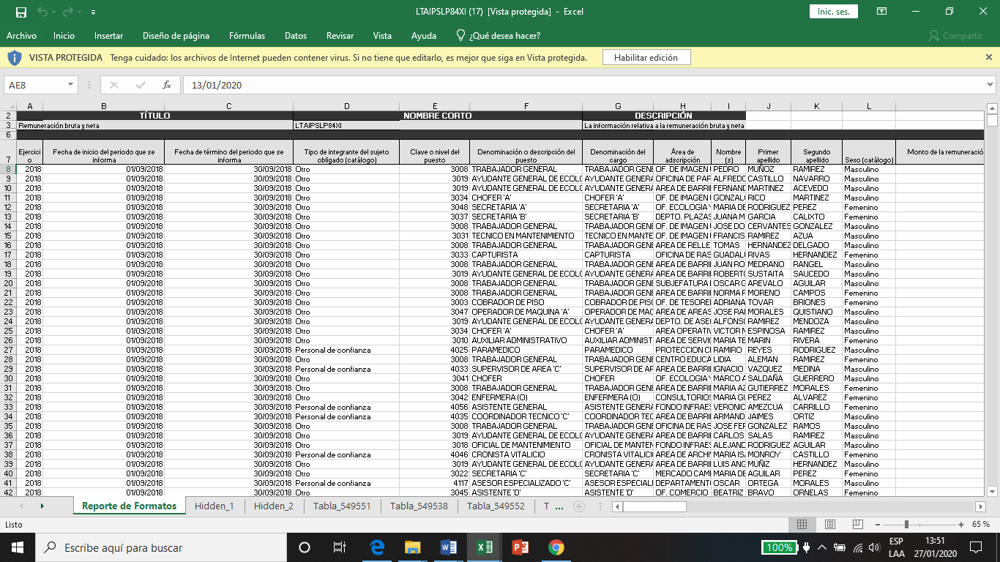 LTAIPSLP84XI (17) [Vista protegida] - Excel
Inic. ses.
Archivo Inicio Insertar Diseño de página Fórmulas Datos Revisar Vista Ayuda ¿Qué desea hacer? Compartir
VISTA PROTEGIDA Tenga cuidado: los archivos de Internet pueden contener virus. Si no tiene que editarlo, es mejor que siga en Vista protegida. Habilitar edición
AE8 fx 13/01/2020
A B C D E F G H I J K L
2 TÍTULO NOMBRE CORTO DESCRIPCIÓN
3 Remuneración bruta y neta LTAIPSLP84XI La información relativa a la remuneración bruta y neta
6
7 Ejercicio Fecha de inicio del periodo que se informa Fecha de término del periodo que se informa Tipo de integrante del sujeto obligado (catálogo) Clave o nivel del puesto Denominación o descripción del puesto Denominación del cargo Área de adscripción Nombre (s) Primer apellido Segundo apellido Sexo (catálogo) Monto de la remuneració
8 2018 01/09/2018 30/09/2018 Otro 3008 TRABAJADOR GENERAL TRABAJADOR GENE OF. DE IMAGEN PEDRO MUÑOZ RAMIREZ Masculino
9 2018 01/09/2018 30/09/2018 Otro 3019 AYUDANTE GENERAL DE ECOLO AYUDANTE GENERA OFICINA DE PAR ALFREDO CASTILLO NAVARRO Masculino
10 2018 01/09/2018 30/09/2018 Otro 3019 AYUDANTE GENERAL DE ECOLO AYUDANTE GENERA AREA DE BARRI FERNAND MARTINEZ ACEVEDO Masculino
11 2018 01/09/2018 30/09/2018 Otro 3034 CHOFER 'A' CHOFER 'A' OF. DE IMAGEN GONZAL RICO MARTINEZ Masculino
12 2018 01/09/2018 30/09/2018 Otro 3048 SECRETARIA 'A' SECRETARIA 'A' OF. ECOLOGIA Y MARIA DE RODRIGUEZ PEREZ Femenino
13 2018 01/09/2018 30/09/2018 Otro 3037 SECRETARIA 'B' SECRETARIA 'B' DEPTO. PLAZAS JUANA M GARCIA CALIXTO Femenino
14 2018 01/09/2018 30/09/2018 Otro 3008 TRABAJADOR GENERAL TRABAJADOR GENE OF. DE IMAGEN JOSE DO CERVANTES GONZALEZ Masculino
15 2018 01/09/2018 30/09/2018 Otro 3031 TECNICO EN MANTENIMIENTO TECNICO EN MANTE OF. DE IMAGEN FRANCIS RAMIREZ AZUA Masculino
16 2018 01/09/2018 30/09/2018 Otro 3008 TRABAJADOR GENERAL TRABAJADOR GENE AREA DE RELLE TOMAS HERNANDEZ DELGADO Masculino
17 2018 01/09/2018 30/09/2018 Otro 3033 CAPTURISTA CAPTURISTA OFICINA DE RAS GUADALU RIVAS HERNANDEZ Femenino
18 2018 01/09/2018 30/09/2018 Otro 3008 TRABAJADOR GENERAL TRABAJADOR GENE AREA DE BARRI JUAN RO MEDRANO RANGEL Masculino
19 2018 01/09/2018 30/09/2018 Otro 3019 AYUDANTE GENERAL DE ECOLO AYUDANTE GENERA AREA DE BARRI ROBERT SUSTAITA SAUCEDO Masculino
20 2018 01/09/2018 30/09/2018 Otro 3008 TRABAJADOR GENERAL TRABAJADOR GENE SUBJEFATURA OSCAR G AREVALO AGUILAR Masculino
21 2018 01/09/2018 30/09/2018 Otro 3008 TRABAJADOR GENERAL TRABAJADOR GENE AREA DE BARRI NORMA MORENO CAMPOS Femenino
22 2018 01/09/2018 30/09/2018 Otro 3003 COBRADOR DE PISO COBRADOR DE PISO OF. DE TESORE ADRIANA TOVAR BRIONES Femenino
23 2018 01/09/2018 30/09/2018 Otro 3047 OPERADOR DE MAQUINA 'A' OPERADOR DE MAC AREA DE AREAS JOSE RA MORALES QUISTIANO Masculino
24 2018 01/09/2018 30/09/2018 Otro 3019 AYUDANTE GENERAL DE ECOLO AYUDANTE GENERA DEPTO. DE ASE ALFONSO RAMIREZ MENDOZA Masculino
25 2018 01/09/2018 30/09/2018 Otro 3034 CHOFER 'A' CHOFER 'A' AREA OPERATI VICTOR ESPINOSA RAMIREZ Masculino
26 2018 01/09/2018 30/09/2018 Otro 3010 AUXILIAR ADMINISTRATIVO AUXILIAR ADMINIST AREA DE SERVI MARIA TE MARIN RIVERA Femenino
27 2018 01/09/2018 30/09/2018 Personal de confianza 4025 PARAMEDICO PARAMEDICO PROTECCION C RAMIRO REYES RODRIGUEZ Masculino
28 2018 01/09/2018 30/09/2018 Otro 3008 TRABAJADOR GENERAL TRABAJADOR GENE CENTRO EDUCA LIDIA ALEMAN RAMIREZ Femenino
29 2018 01/09/2018 30/09/2018 Personal de confianza 4033 SUPERVISOR DE AREA 'C' SUPERVISOR DE AR AREA DE BARRI IGNACIO VAZQUEZ MEDINA Masculino
30 2018 01/09/2018 30/09/2018 Otro 3041 CHOFER CHOFER OF. ECOLOGIA Y MARCO A SALDAÑA GUERRERO Masculino
31 2018 01/09/2018 30/09/2018 Otro 3008 TRABAJADOR GENERAL TRABAJADOR GENE AREA DE BARRI MARIA AZ GUTIERREZ MORALES Femenino
32 2018 01/09/2018 30/09/2018 Otro 3042 ENFERMERA (O) ENFERMERA (O) CONSULTORIO MARIA GU PEREZ ALVAREZ Femenino
33 2018 01/09/2018 30/09/2018 Personal de confianza 4056 ASISTENTE GENERAL ASISTENTE GENERA FONDO INFRAES VERONIC AMEZCUA CARRILLO Femenino
34 2018 01/09/2018 30/09/2018 Personal de confianza 4035 COORDINADOR TECNICO 'C' COORDINADOR TEC AREA DE BARRI ARMAND JAIMES ORTIZ Masculino
35 2018 01/09/2018 30/09/2018 Otro 3008 TRABAJADOR GENERAL TRABAJADOR GENE OFICINA DE RAS JOSE FER GONZALEZ RAMOS Masculino
36 2018 01/09/2018 30/09/2018 Otro 3019 AYUDANTE GENERAL DE ECOLO AYUDANTE GENERA AREA DE BARRI CARLOS SALAS RAMIREZ Masculino
37 2018 01/09/2018 30/09/2018 Otro 3018 OFICIAL DE MANTENIMIENTO OFICIAL DE MANTEN FONDO INFRAES ALEJAND RODRIGUEZ AGUILAR Masculino
38 2018 01/09/2018 30/09/2018 Personal de confianza 4046 CRONISTA VITALICIO CRONISTA VITALICI AREA DE ARCHI MARIA IS MONROY CASTILLO Femenino
39 2018 01/09/2018 30/09/2018 Otro 3019 AYUDANTE GENERAL DE ECOLO AYUDANTE GENERA AREA DE BARRI LUIS ANG MUÑIZ HERNANDEZ Masculino
40 2018 01/09/2018 30/09/2018 Otro 3022 SECRETARIA 'C' SECRETARIA 'C' MERCADO CAM MARIA DE AGUILAR PEREZ Femenino
41 2018 01/09/2018 30/09/2018 Personal de confianza 4117 ASESOR ESPECIALIZADO 'C' ASESOR ESPECIALI DEPARTAMENT OSCAR ORTEGA MORALES Masculino
42 2018 01/09/2018 30/09/2018 Otro 3045 ASISTENTE 'D' ASISTENTE 'D' OF. COMERCIO BEATRIZ BRAVO ORNELAS Femenino
Reporte de Formatos Hidden_1 Hidden_2 Tabla_549551 Tabla_549538 Tabla_549552 T ...
Listo 65 %
Escribe aquí para buscar 100% ESP 13:51
LAA 27/01/2020